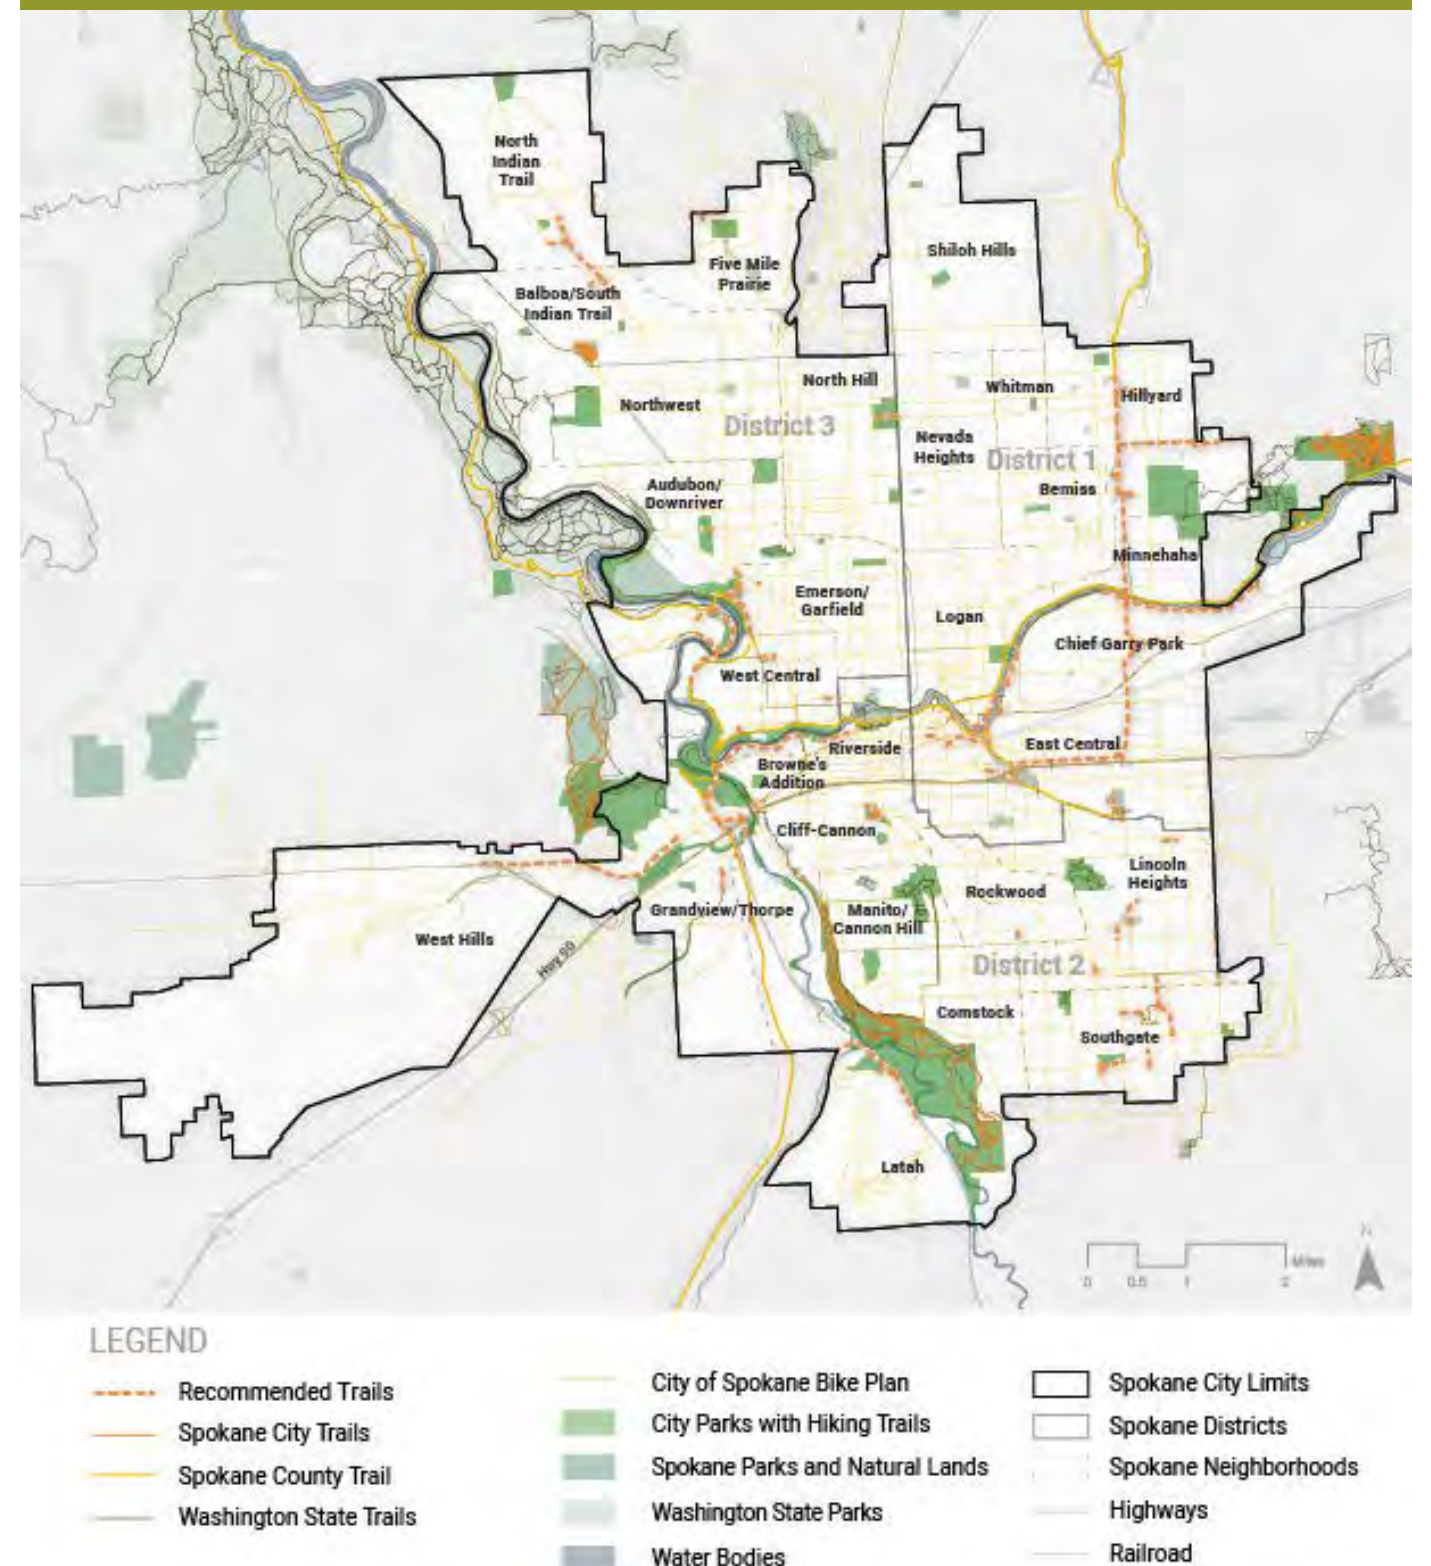 North
Indian
Trail
Shiloh Hills
Five Mile
Prairie
Balboa/South
Indian Trail
North Hill
Whitman
Hillyard
Northwest
District 3
Nevada
Heights
District 1
Bemiss
Audubon/
Downriver
Minnehaha
Emerson/
Garfield
Logan
Chief Garry Park
West Central
Riverside
East Central
Browne's
Addition
Cliff-Cannon
Lincoln
Heights
Rockwood
Grandview/Thorpe
Manito/
Cannon Hill
West Hills
Hwy 90
District 2
Comstock
Southgate
Latah
0 0.5 1 2 Miles
N
LEGEND
Recommended Trails
Spokane City Trails
Spokane County Trail
Washington State Trails
City of Spokane Bike Plan
City Parks with Hiking Trails
Spokane Parks and Natural Lands
Washington State Parks
Water Bodies
Spokane City Limits
Spokane Districts
Spokane Neighborhoods
Highways
Railroad